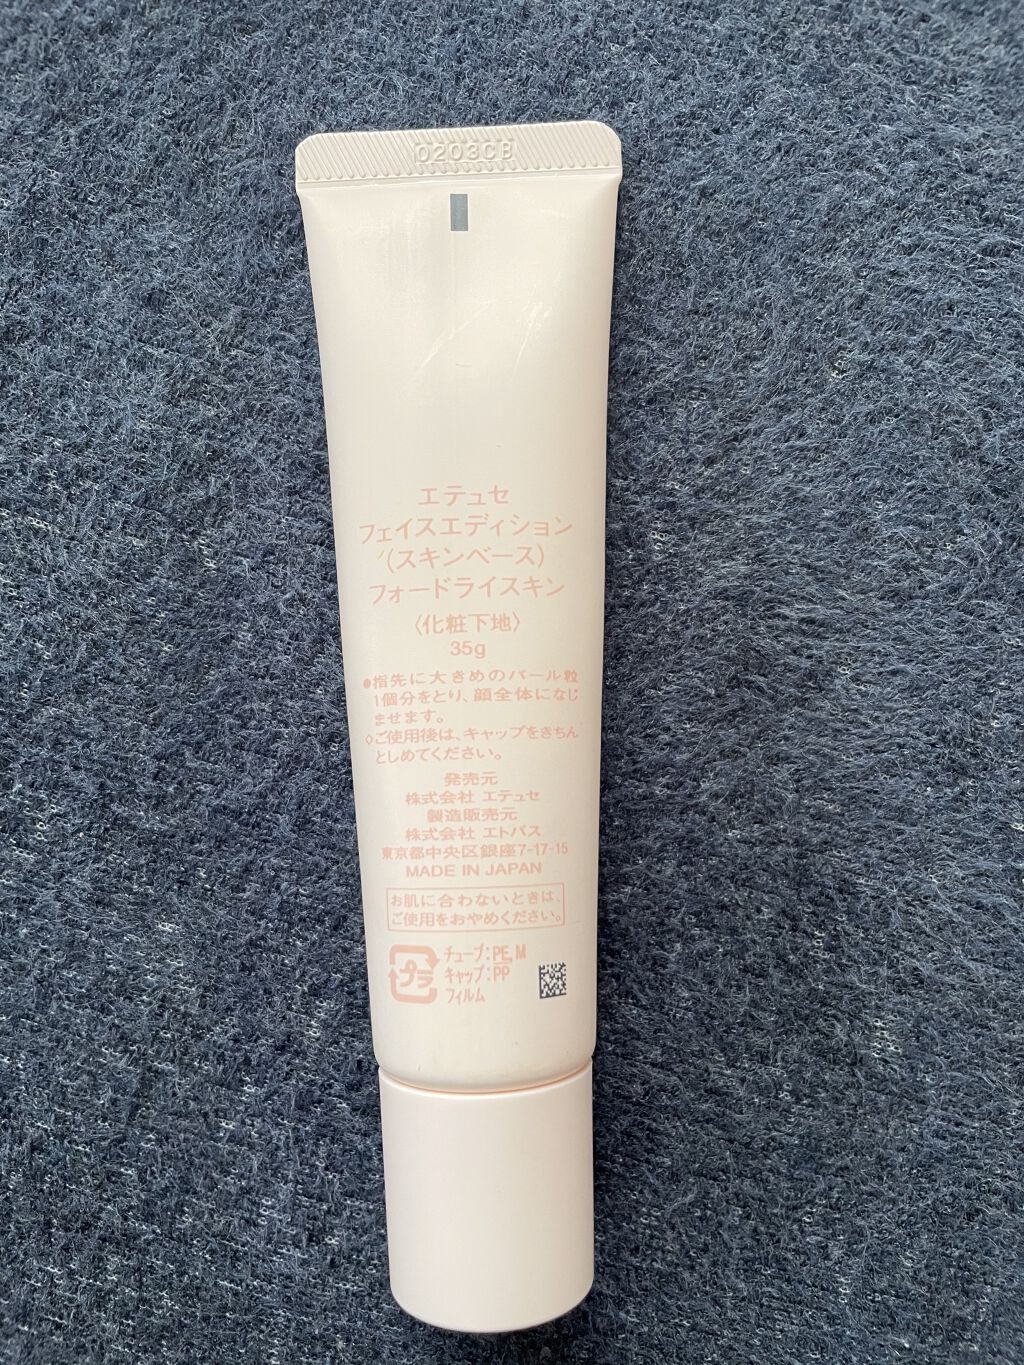 0203CB
エテュセ
フェイスエディション
(スキンベース)
フォードライスキン
〈化粧下地〉
35g
●指先に大きめのパール粒
1個分をとり、顔全体になじ
ませます。
◇ご使用後は、キャップをきちん
としめてください。
発売元
株式会社 エテュセ
製造販売元
株式会社 エトバス
東京都中央区銀座7-17-15
MADE IN JAPAN
お肌に合わないときは、
ご使用をおやめください。
プラ
チューブ:PE,M
キャップ:PP
フィルム